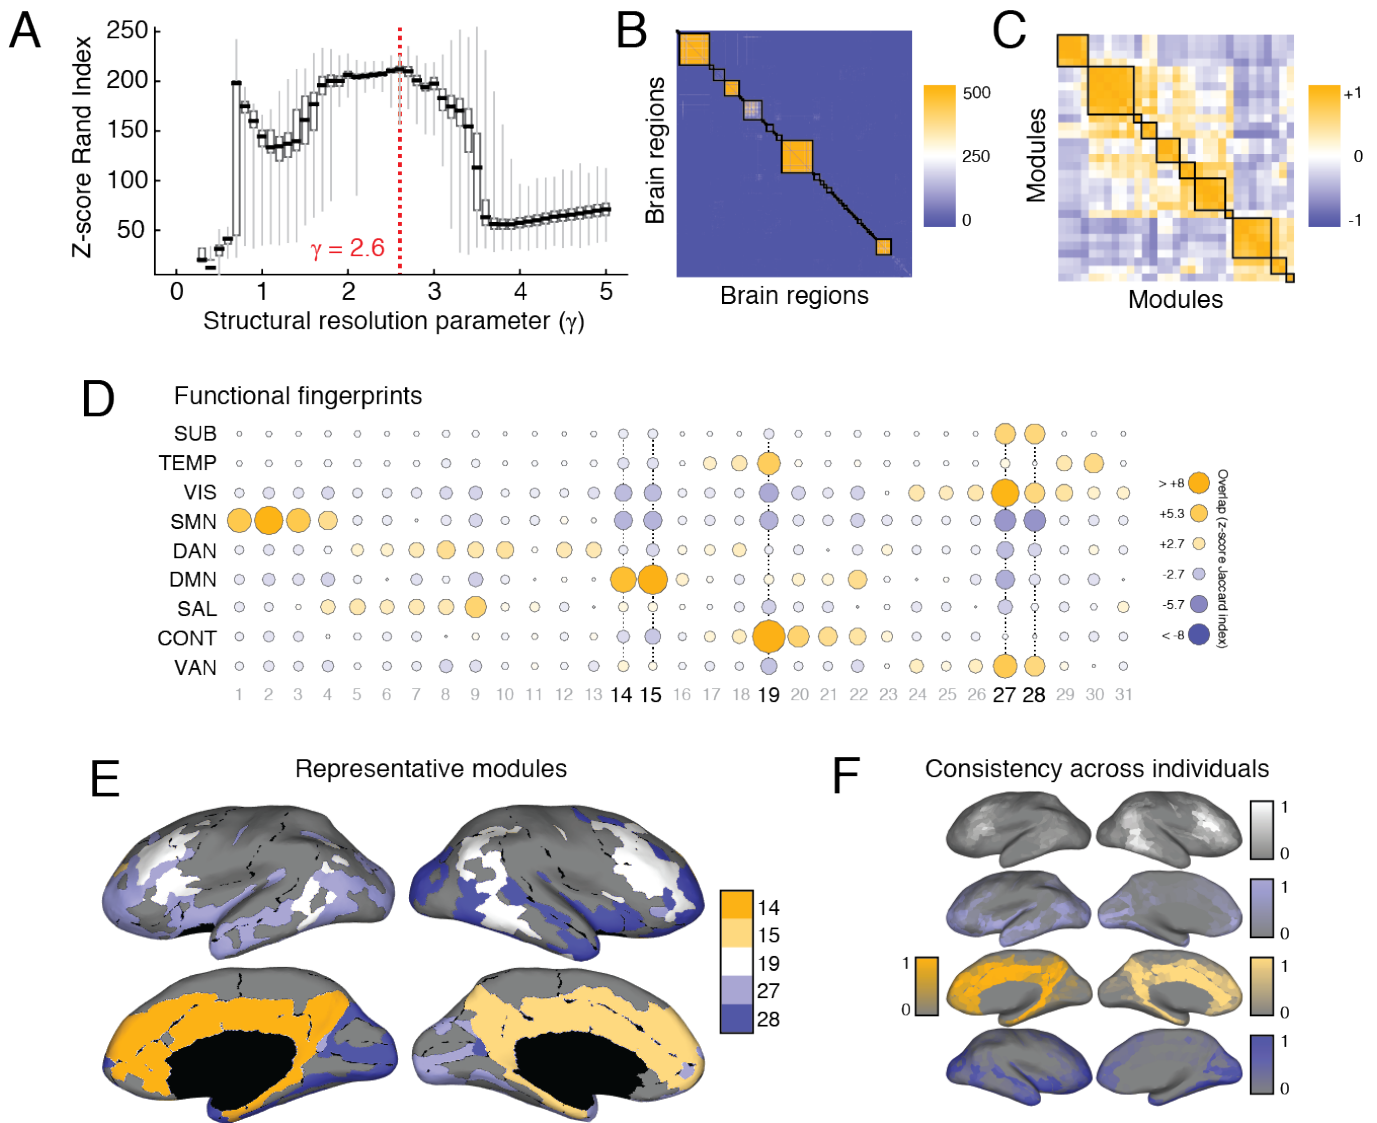 A
Z-score Rand Index
250
200
150
100
50
γ = 2.6
0 1 2 3 4 5
Structural resolution parameter (γ)
B
Brain regions
500
250
0
Brain regions
C
Modules
+1
0
-1
Modules
D
Functional fingerprints
SUB
TEMP
VIS
SMN
DAN
DMN
SAL
CONT
VAN
1 2 3 4 5 6 7 8 9 10 11 12 13 14 15 16 17 18 19 20 21 22 23 24 25 26 27 28 29 30 31
> +8
+5.3
+2.7
-2.7
-5.7
< -8
Overlap (z-score Jaccard index)
E
Representative modules
14
15
19
27
28
F
Consistency across individuals
1
0
1
0
1
0
1
0
1
0